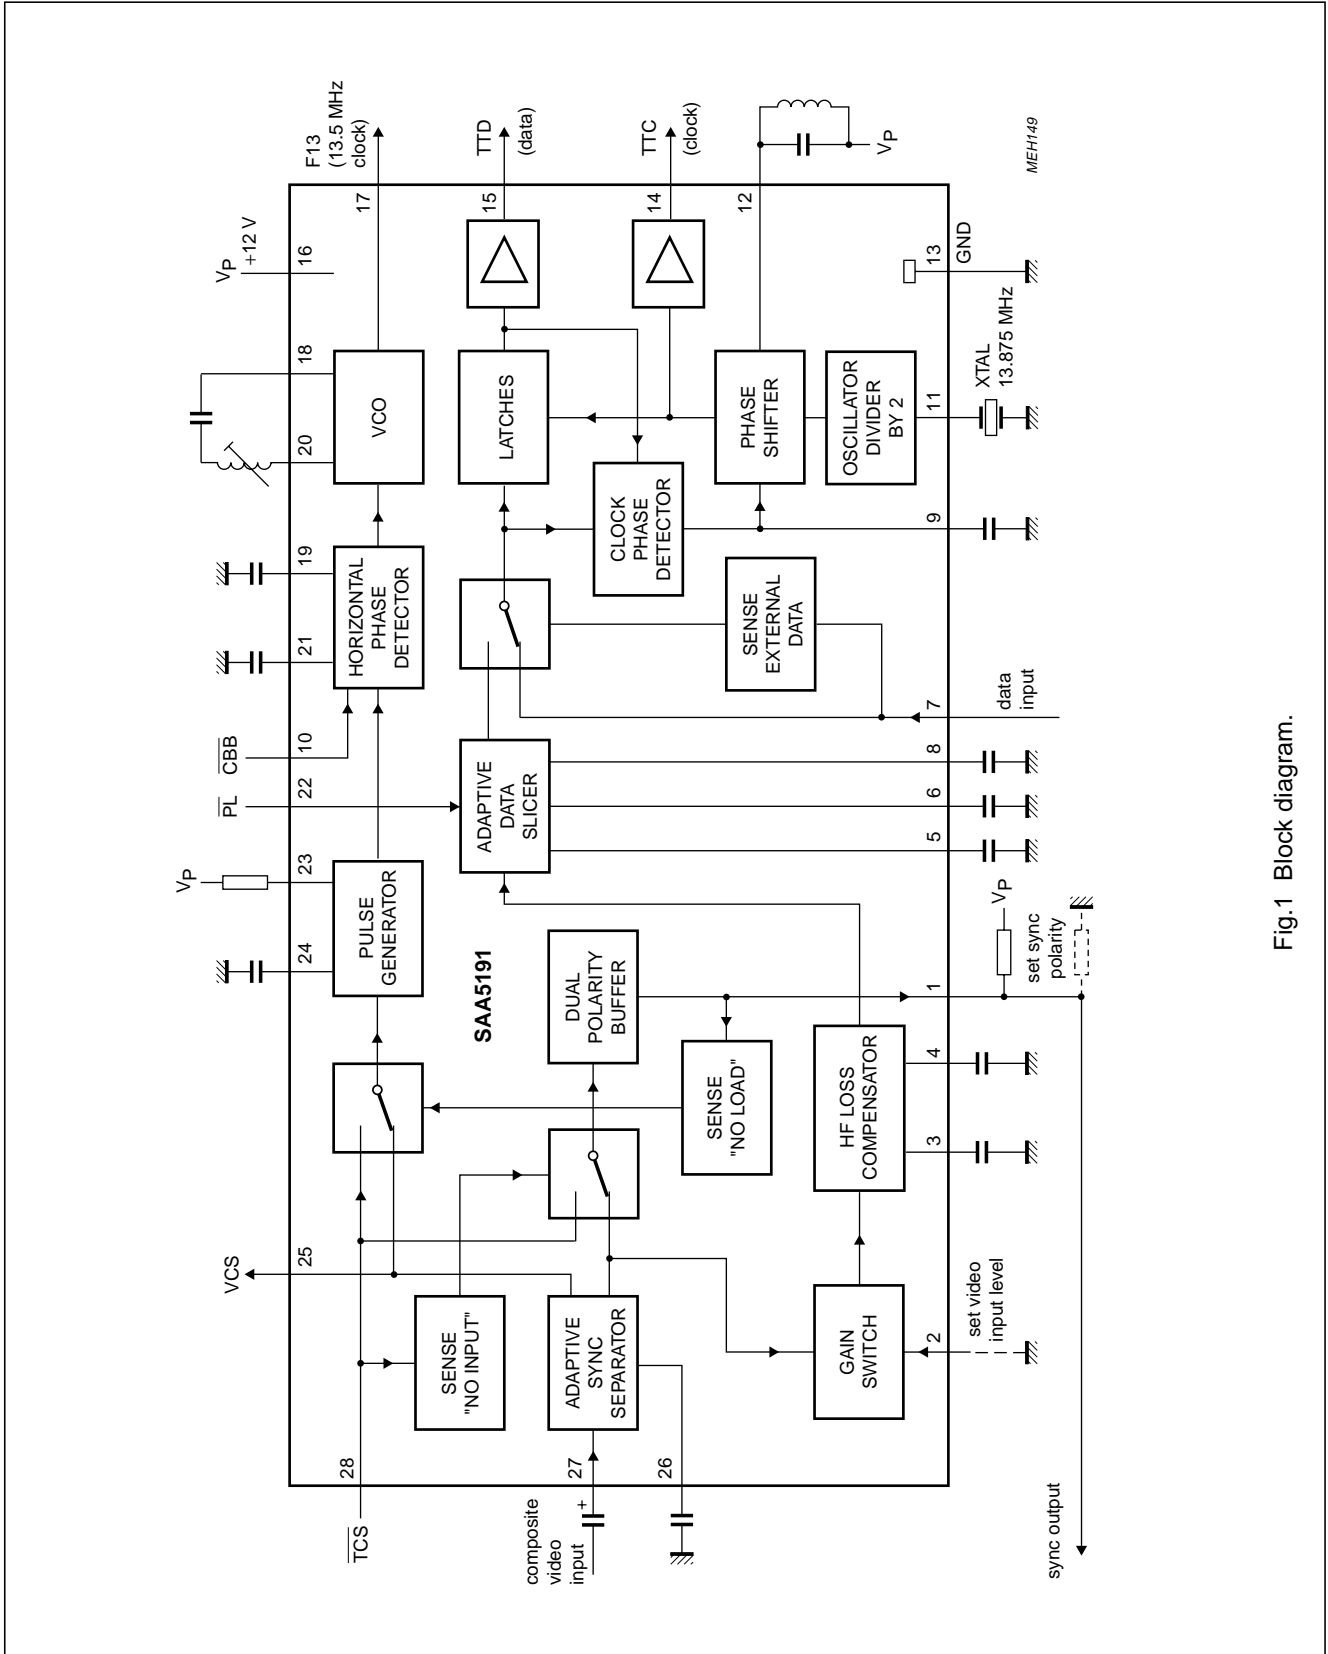 F13
(13.5 MHz
clock)
TTD
(data)
TTC
(clock)
VP
MEH149
VP
+12 V
16
17
15
14
12
13
GND
18
20
VCO
LATCHES
PHASE
SHIFTER
OSCILLATOR
DIVIDER
BY 2
11
XTAL
13.875 MHz
19
21
HORIZONTAL
PHASE
DETECTOR
CLOCK
PHASE
DETECTOR
9
SENSE
EXTERNAL
DATA
7
data
input
CBB
10
PL
22
ADAPTIVE
DATA
SLICER
8
6
5
VP
23
24
PULSE
GENERATOR
SAA5191
DUAL
POLARITY
BUFFER
1
VP
set sync
polarity
SENSE
"NO LOAD"
HF LOSS
COMPENSATOR
4
3
VCS
25
SENSE
"NO INPUT"
ADAPTIVE
SYNC
SEPARATOR
GAIN
SWITCH
2
set video
input level
TCS
28
composite
video
input
+
27
26
sync output
Fig.1 Block diagram.